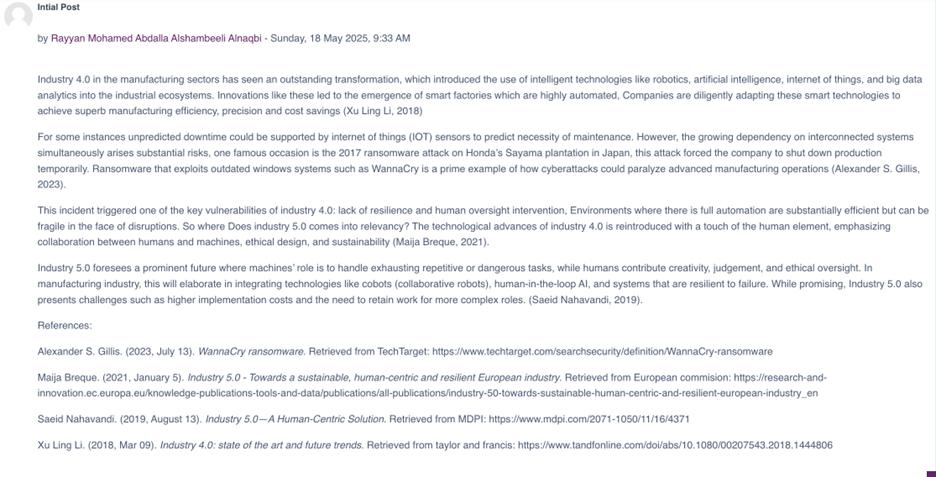 Intial Post
by Rayyan Mohamed Abdalla Alshambeeli Alnaqbi - Sunday, 18 May 2025, 9:33 AM
Industry 4.0 in the manufacturing sectors has seen an outstanding transformation, which introduced the use of intelligent technologies like robotics, artificial intelligence, internet of things, and big data
analytics into the industrial ecosystems. Innovations like these led to the emergence of smart factories which are highly automated, Companies are diligently adapting these smart technologies to
achieve superb manufacturing efficiency, precision and cost savings (Xu Ling Li, 2018)
For some instances unpredicted downtime could be supported by internet of things (IOT) sensors to predict necessity of maintenance. However, the growing dependency on interconnected systems
simultaneously arises substantial risks, one famous occasion is the 2017 ransomware attack on Honda's Sayama plantation in Japan, this attack forced the company to shut down production
temporarily. Ransomware that exploits outdated windows systems such as WannaCry is a prime example of how cyberattacks could paralyze advanced manufacturing operations (Alexander S. Gillis,
2023).
This incident triggered one of the key vulnerabilities of industry 4.0: lack of resilience and human oversight intervention, Environments where there is full automation are substantially efficient but can be
fragile in the face of disruptions. So where Does industry 5.0 comes into relevancy? The technological advances of industry 4.0 is reintroduced with a touch of the human element, emphasizing
collaboration between humans and machines, ethical design, and sustainability (Maija Breque, 2021).
Industry 5.0 foresees a prominent future where machines' role is to handle exhausting repetitive or dangerous tasks, while humans contribute creativity, judgement, and ethical oversight. In
manufacturing industry, this will elaborate in integrating technologies like cobots (collaborative robots), human-in-the-loop AI, and systems that are resilient to failure. While promising, Industry 5.0 also
presents challenges such as higher implementation costs and the need to retain work for more complex roles. (Saeid Nahavandi, 2019).
References:
Alexander S. Gillis. (2023, July 13). WannaCry ransomware. Retrieved from TechTarget: https://www.techtarget.com/searchsecurity/definition/WannaCry-ransomware
Maija Breque. (2021, January 5). Industry 5.0 - Towards a sustainable, human-centric and resilient European industry. Retrieved from European commision: https://research-and-
innovation.ec.europa.eu/knowledge-publications-tools-and-data/publications/all-publications/industry-50-towards-sustainable-human-centric-and-resilient-european-industry_en
Saeid Nahavandi. (2019, August 13). Industry 5.0—A Human-Centric Solution. Retrieved from MDPI: https://www.mdpi.com/2071-1050/11/16/4371
Xu Ling Li. (2018, Mar 09). Industry 4.0: state of the art and future trends. Retrieved from taylor and francis: https://www.tandfonline.com/doi/abs/10.1080/00207543.2018.1444806